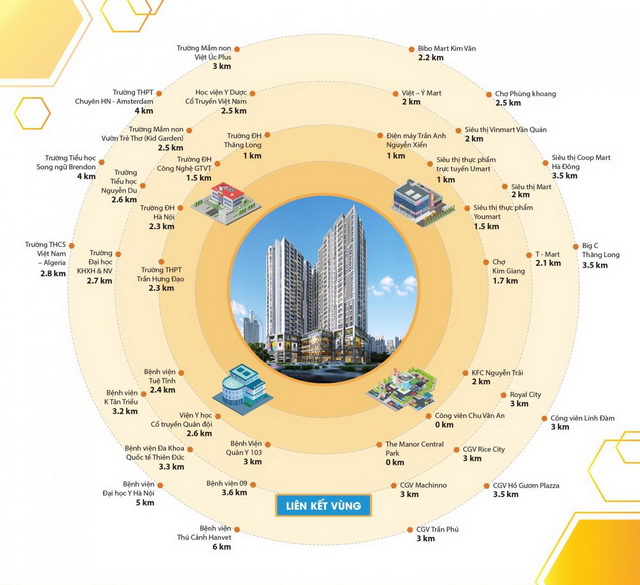 Trường Mầm non
Việt Úc Plus
3 km
Bibo Mart Kim Văn
2.2 km
Trường THPT
Chuyên HN - Amsterdam
4 km
Học viện Y Dược
Cổ Truyền Việt Nam
2.5 km
Việt – Ý Mart
2 km
Chợ Phùng khoang
2.5 km
Trường Mầm non
Vườn Trẻ Thơ (Kid Garden)
2.5 km
Trường ĐH
Thăng Long
1 km
Điện máy Trần Anh
Nguyễn Xiển
1 km
Siêu thị Vinmart Văn Quán
2 km
Trường Tiểu học
Song ngữ Brendon
4 km
Trường
Tiểu học
Nguyễn Du
2.6 km
Trường ĐH
Công Nghệ GTVT
1.5 km
Siêu thị thực phẩm
trực tuyến Umart
1 km
Siêu thị Coop Mart
Hà Đông
3.5 km
Siêu thị Mart
2 km
Trường ĐH
Hà Nội
2.3 km
Siêu thị thực phẩm
Youmart
1.5 km
Trường THCS
Việt Nam
– Algeria
2.8 km
Trường
Đại học
KHXH & NV
2.7 km
Trường THPT
Trần Hưng Đạo
2.3 km
Chợ
Kim Giang
1.7 km
T - Mart
2.1 km
Big C
Thăng Long
3.5 km
Bệnh viện
Tuệ Tĩnh
2.4 km
KFC Nguyễn Trãi
2 km
Bệnh viện
K Tân Triều
3.2 km
Royal City
3 km
Viện Y học
Cổ truyền Quân đội
2.6 km
Công viên Chu Văn An
0 km
Công viên Linh Đàm
3 km
Bệnh viện Đa Khoa
Quốc tế Thiên Đức
3.3 km
Bệnh Viện
Quân Y 103
3 km
The Manor Central
Park
0 km
CGV Rice City
3 km
Bệnh viện
Đại học Y Hà Nội
5 km
Bệnh viện 09
3.6 km
CGV Machinno
3 km
CGV Hồ Gươm Plazza
3.5 km
LIÊN KẾT VÙNG
Bệnh viện
Thú Cảnh Hanvet
6 km
CGV Trần Phú
3 km